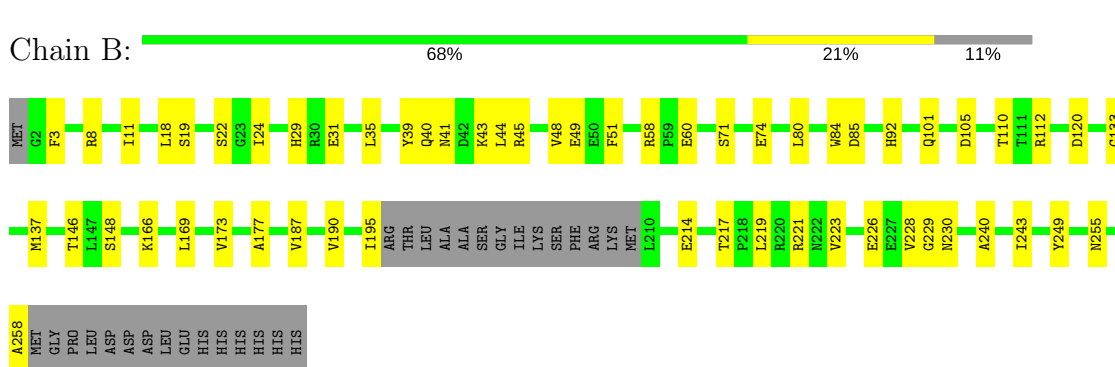 Chain B:
68% 21% 11%
MET G2 F3 R8 I11 L18 S19 S22 G23 I24 H29 R30 E31 L35 Y39 Q40 N41 D42 K43 L44 R45 V48 E49 E50 F51 R58 P59 E60 S71 E74 L80 W84 D85 H92 Q101 D105 T110 T111 R112 D120
M137 T146 L147 S148 K166 L169 V173 A177 V187 V190 I195 ARG THR LEU ALA ALA SER GLY ILE LYS SER PHE ARG LYS MET L210 E214 T217 P218 L219 R220 R221 N222 V223 E226 E227 V228 G229 N230 A240 I243 Y249 N255
A258 MET GLY PRO LEU ASP ASP ASP LEU GLU HIS HIS HIS HIS HIS HIS